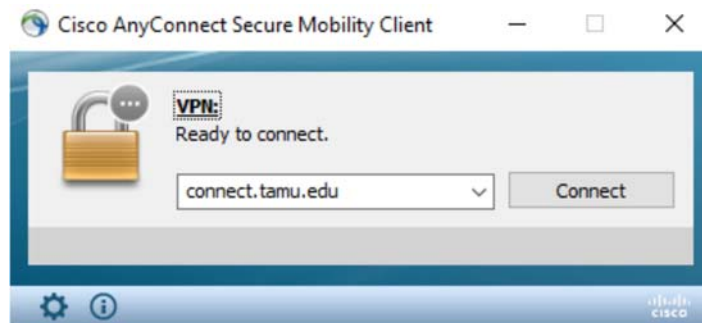 Cisco AnyConnect Secure Mobility Client
VPN:
Ready to connect.
connect.tamu.edu
Connect
CISCO